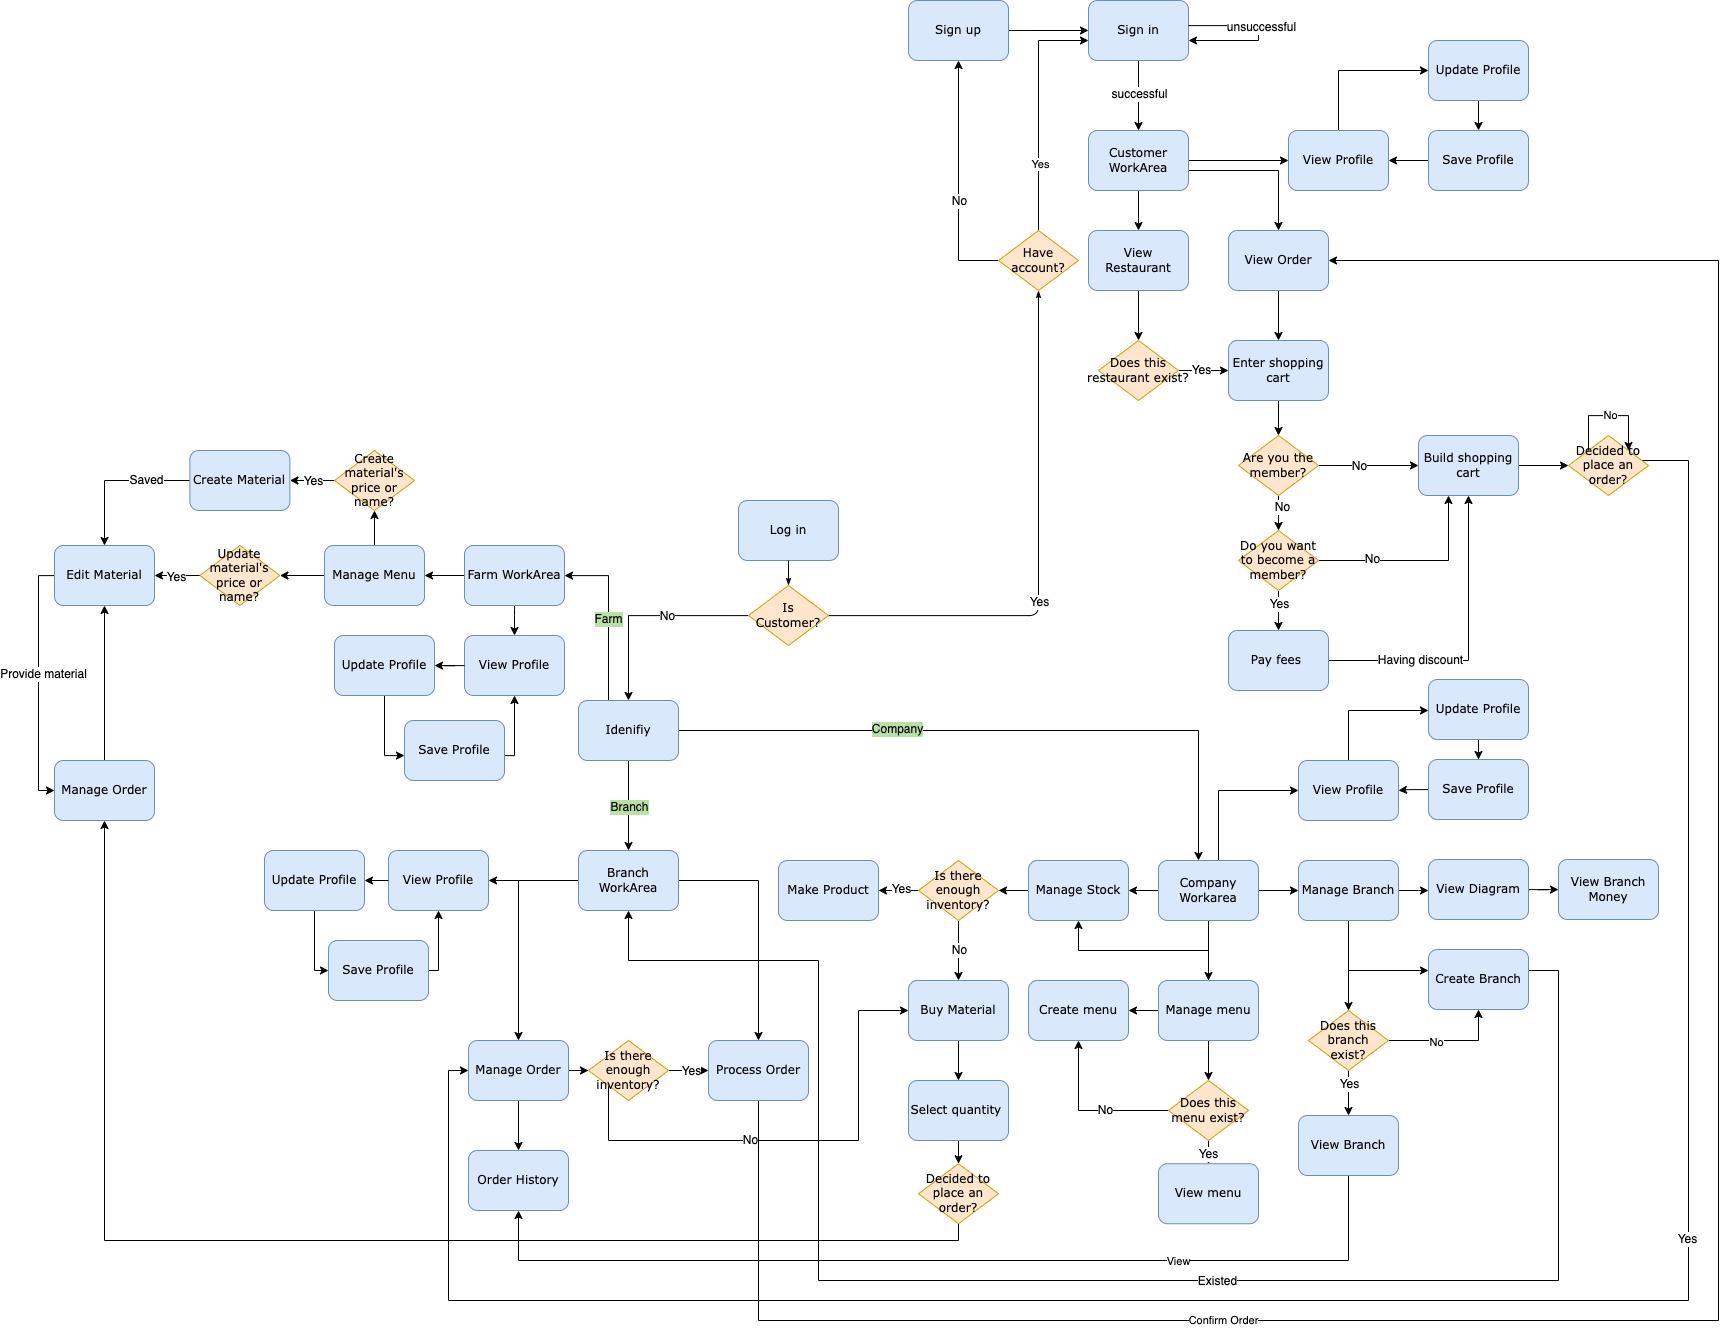 Sign up
Sign in
unsuccessful
Update Profile
successful
Customer
WorkArea
View Profile
Save Profile
Yes
No
Have
account?
View
Restaurant
View Order
Does this
restaurant exist?
Yes
Enter shopping
cart
No
Are you the
member?
No
Build shopping
cart
Decided to
place an
order?
Create
material's
price or
name?
Yes
Create Material
Saved
Log in
No
Do you want
to become a
member?
No
Edit Material
Yes
Update
material's
price or
name?
Manage Menu
Farm WorkArea
Is
Customer?
No
Yes
Farm
Yes
Provide material
Update Profile
View Profile
Pay fees
Having discount
Save Profile
Idenifiy
Company
Update Profile
Manage Order
Branch
View Profile
Save Profile
Update Profile
View Profile
Branch
WorkArea
Make Product
Yes
Is there
enough
inventory?
Manage Stock
Company
Workarea
Manage Branch
View Diagram
View Branch
Money
Save Profile
No
Create Branch
Buy Material
Create menu
Manage menu
Does this
branch
exist?
No
Manage Order
Is there
enough
inventory?
Yes
Process Order
Yes
Select quantity
No
Does this
menu exist?
No
Yes
View Branch
Order History
Decided to
place an
order?
View menu
Yes
View
Existed
Confirm Order